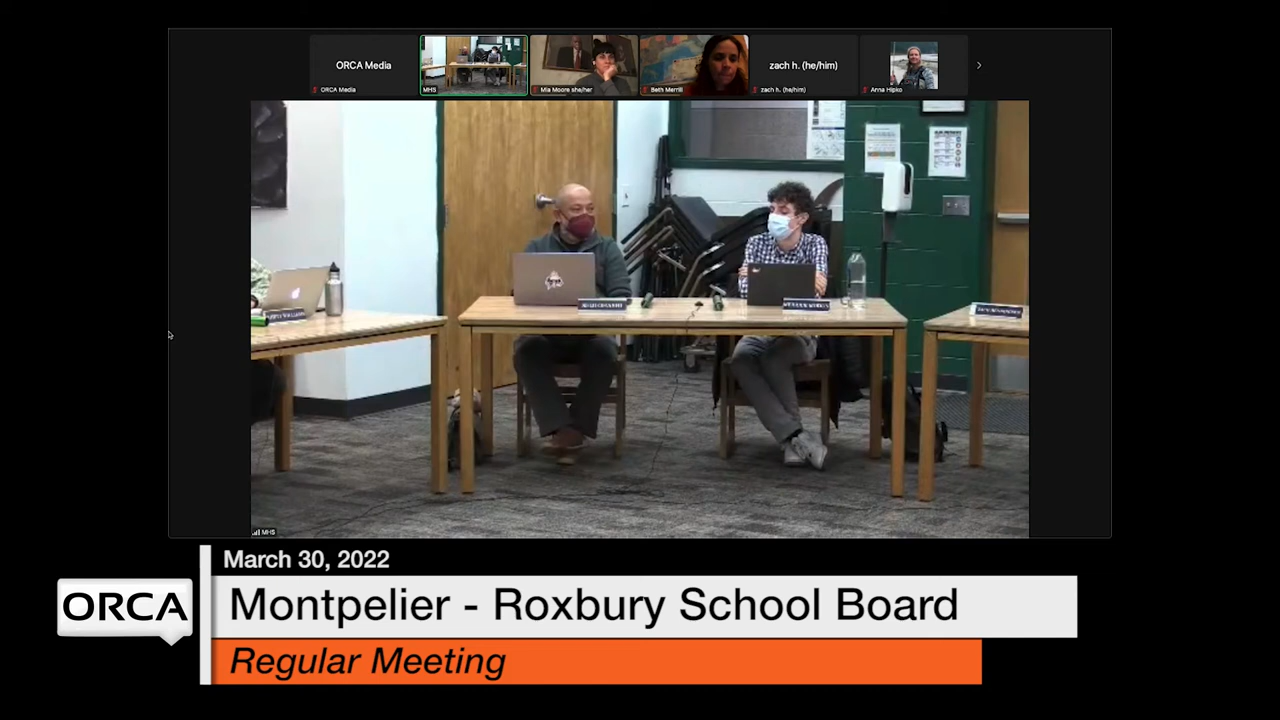 ORCA Media
zach h. (he/him)
ORCA Media
MHS
Mia Moore she/her
Beth Merrill
zach h. (he/him)
Anna Hipko
MHS
March 30, 2022
ORCA
Montpelier - Roxbury School Board
Regular Meeting